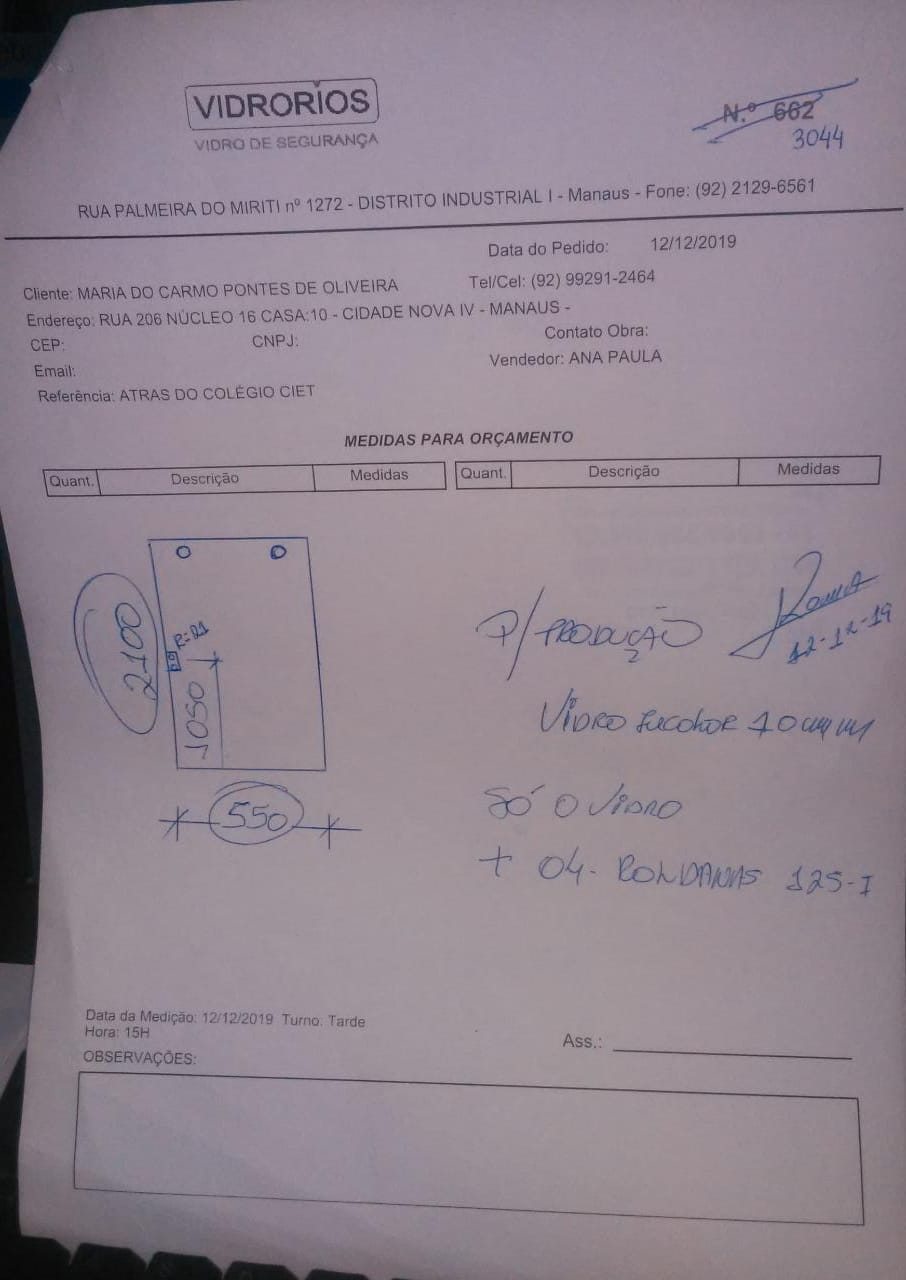 VIDRORIOS
VIDRO DE SEGURANÇA
N.º 662
3044
RUA PALMEIRA DO MIRITI nº 1272 - DISTRITO INDUSTRIAL I - Manaus - Fone: (92) 2129-6561
Data do Pedido: 12/12/2019
Cliente: MARIA DO CARMO PONTES DE OLIVEIRA Tel/Cel: (92) 99291-2464
Endereço: RUA 206 NÚCLEO 16 CASA:10 - CIDADE NOVA IV - MANAUS -
CEP: CNPJ: Contato Obra:
Email: Vendedor: ANA PAULA
Referência: ATRAS DO COLÉGIO CIET
MEDIDAS PARA ORÇAMENTO
Quant. Descrição Medidas Quant. Descrição Medidas
2100
R=21
1050
550
P/ PRODUÇÃO
12-12-19
VIDRO INCOLOR 10mm
SÓ O VIDRO
+ 04- ROLDANAS 125-I
Data da Medição: 12/12/2019 Turno: Tarde
Hora: 15H
Ass.:
OBSERVAÇÕES: